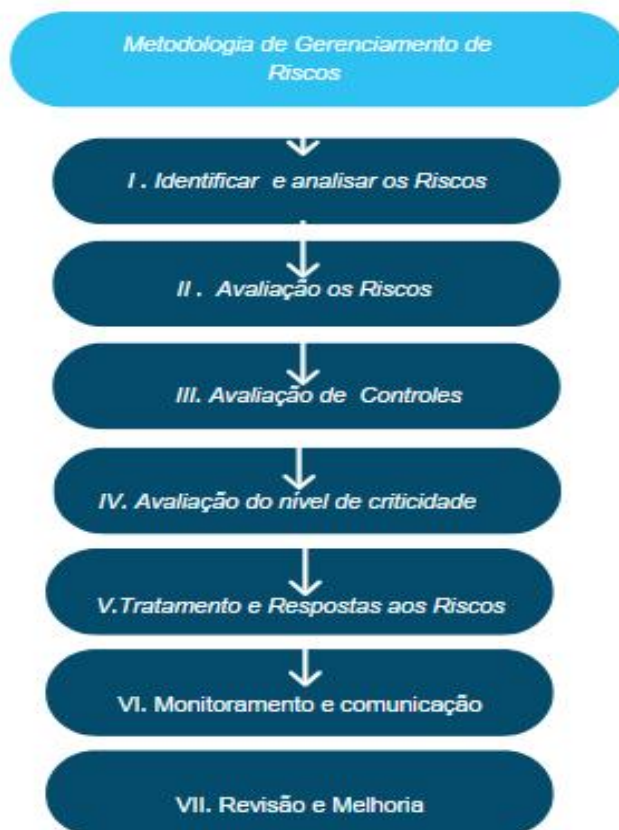 Metodologia de Gerenciamento de
Riscos
I . Identificar e analisar os Riscos
II . Avaliação os Riscos
III. Avaliação de Controles
IV. Avaliação do nível de criticidade
V.Tratamento e Respostas aos Riscos
VI. Monitoramento e comunicação
VII. Revisão e Melhoria